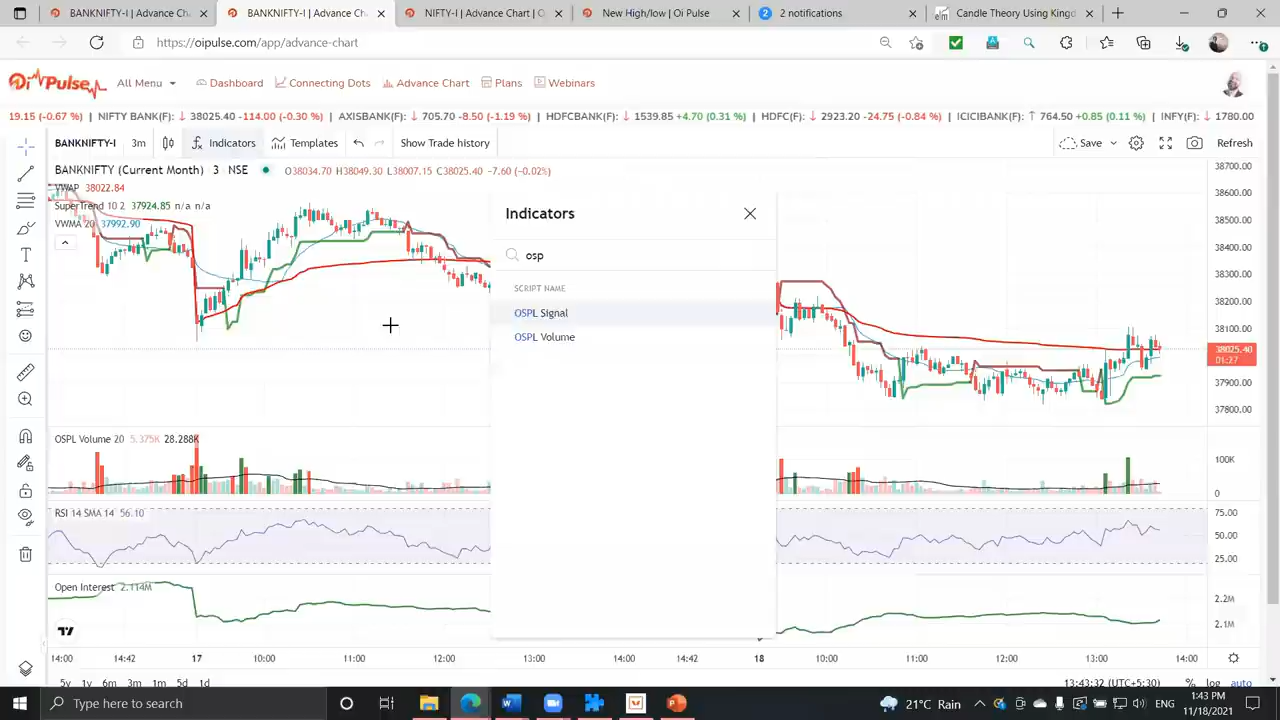 BANKNIFTY-I | Advance Ch
BANKNIFTY-I | Advance Ch
NIFTY-I | Advance Chart | O
New High/low | Oi Pulse
2
2 notifications
Candle Theory Using Kingd
https://oipulse.com/app/advance-chart
Oi Pulse
All Menu
Dashboard
Connecting Dots
Advance Chart
Plans
Webinars
19.15 (-0.67 %) | NIFTY BANK(F): ↓ 38025.40 -114.00 (-0.30 %) | AXISBANK(F): ↓ 705.70 -8.50 (-1.19 %) | HDFCBANK(F): ↓ 1539.85 +4.70 (0.31 %) | HDFC(F): ↓ 2923.20 -24.75 (-0.84 %) | ICICIBANK(F): ↑ 764.50 +0.85 (0.11 %) | INFY(F): ↓ 1780.00
BANKNIFTY-I
3m
Indicators
Templates
Show Trade history
Save
Refresh
BANKNIFTY (Current Month) 3 NSE
O38034.70 H38049.30 L38007.15 C38025.40 -7.60 (-0.02%)
VWAP 38022.84
SuperTrend 10 2 37924.85 n/a n/a
VWMA 20 37992.90
Indicators
osp
SCRIPT NAME
OSPL Signal
OSPL Volume
38700.00
38600.00
38500.00
38400.00
38300.00
38200.00
38100.00
38025.40
01:27
37900.00
37800.00
OSPL Volume 20 5.375K 28.288K
100K
0
RSI 14 SMA 14 56.10
75.00
50.00
25.00
Open Interest 2.114M
2.2M
2.1M
14:00 14:42 17 10:00 11:00 12:00 13:00 14:00 14:42 18 10:00 11:00 12:00 13:00 14:00
5y 1y 6m 3m 1m 5d 1d
13:43:32 (UTC+5:30)
% log auto
Type here to search
21°C Rain
1:43 PM
11/18/2021